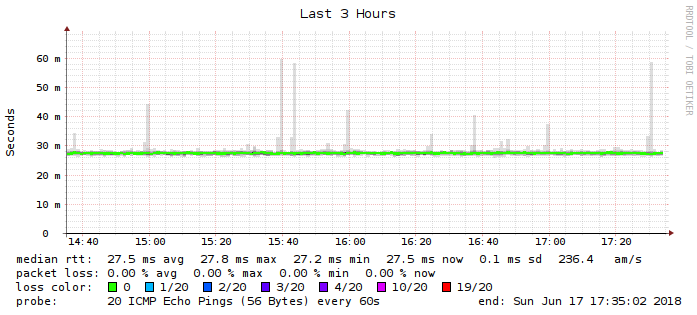 Last 3 Hours
RRDTOOL / TOBI OETIKER
Seconds
60 m
50 m
40 m
30 m
20 m
10 m
0
14:40 15:00 15:20 15:40 16:00 16:20 16:40 17:00 17:20
median rtt: 27.5 ms avg 27.8 ms max 27.2 ms min 27.5 ms now 0.1 ms sd 236.4 am/s
packet loss: 0.00 % avg 0.00 % max 0.00 % min 0.00 % now
loss color: 0 1/20 2/20 3/20 4/20 10/20 19/20
probe: 20 ICMP Echo Pings (56 Bytes) every 60s end: Sun Jun 17 17:35:02 2018